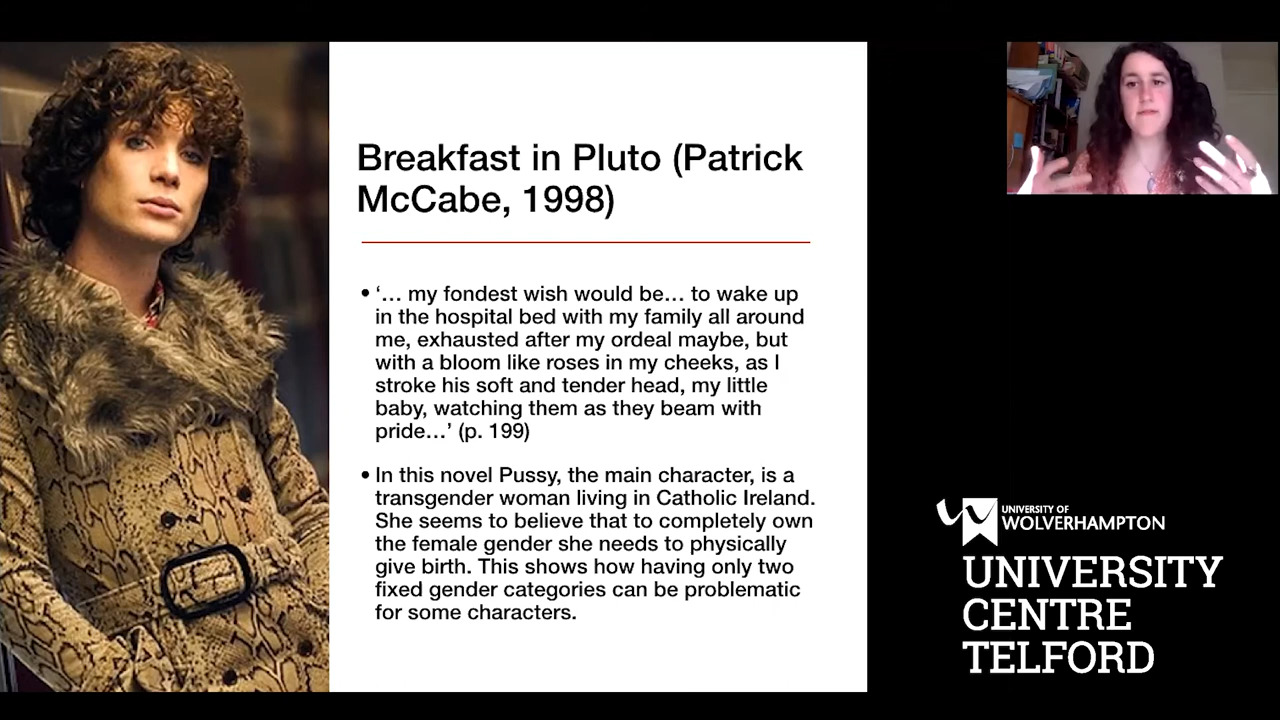 Breakfast in Pluto (Patrick
McCabe, 1998)
• ‘… my fondest wish would be… to wake up
in the hospital bed with my family all around
me, exhausted after my ordeal maybe, but
with a bloom like roses in my cheeks, as I
stroke his soft and tender head, my little
baby, watching them as they beam with
pride…’ (p. 199)
• In this novel Pussy, the main character, is a
transgender woman living in Catholic Ireland.
She seems to believe that to completely own
the female gender she needs to physically
give birth. This shows how having only two
fixed gender categories can be problematic
for some characters.
UNIVERSITY OF
WOLVERHAMPTON
UNIVERSITY
CENTRE
TELFORD